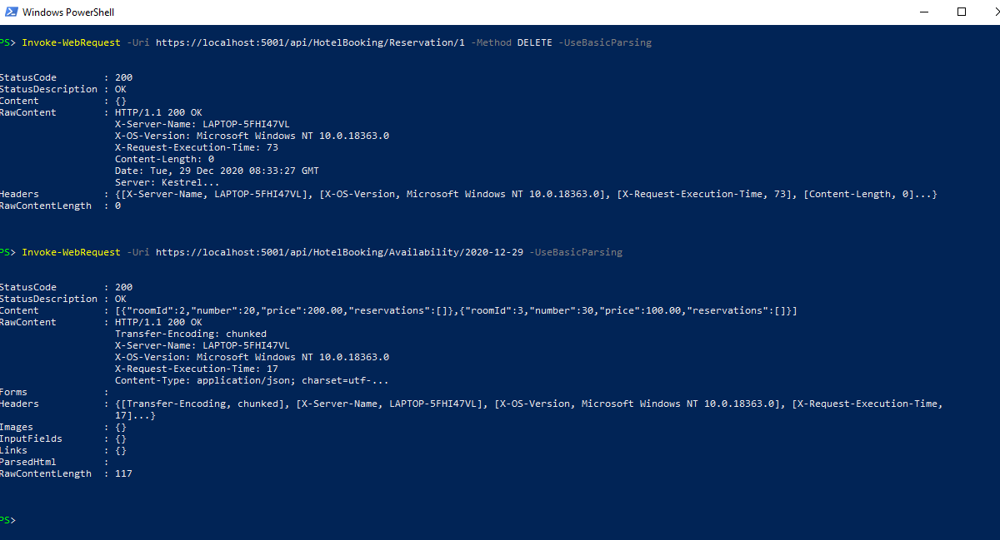 Windows PowerShell
PS> Invoke-WebRequest -Uri https://localhost:5001/api/HotelBooking/Reservation/1 -Method DELETE -UseBasicParsing
StatusCode : 200
StatusDescription : OK
Content : {}
RawContent : HTTP/1.1 200 OK
X-Server-Name: LAPTOP-5FHI47VL
X-OS-Version: Microsoft Windows NT 10.0.18363.0
X-Request-Execution-Time: 73
Content-Length: 0
Date: Tue, 29 Dec 2020 08:33:27 GMT
Server: Kestrel...
Headers : {[X-Server-Name, LAPTOP-5FHI47VL], [X-OS-Version, Microsoft Windows NT 10.0.18363.0], [X-Request-Execution-Time, 73], [Content-Length, 0]...}
RawContentLength : 0
PS> Invoke-WebRequest -Uri https://localhost:5001/api/HotelBooking/Availability/2020-12-29 -UseBasicParsing
StatusCode : 200
StatusDescription : OK
Content : [{"roomId":2,"number":20,"price":200.00,"reservations":[]},{"roomId":3,"number":30,"price":100.00,"reservations":[]}]
RawContent : HTTP/1.1 200 OK
Transfer-Encoding: chunked
X-Server-Name: LAPTOP-5FHI47VL
X-OS-Version: Microsoft Windows NT 10.0.18363.0
X-Request-Execution-Time: 17
Content-Type: application/json; charset=utf-...
Forms :
Headers : {[Transfer-Encoding, chunked], [X-Server-Name, LAPTOP-5FHI47VL], [X-OS-Version, Microsoft Windows NT 10.0.18363.0], [X-Request-Execution-Time,
17]...}
Images : {}
InputFields : {}
Links : {}
ParsedHtml :
RawContentLength : 117
PS>